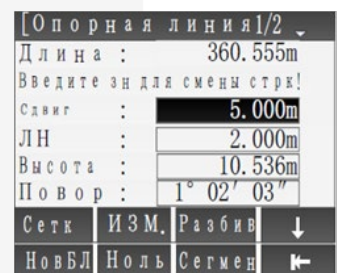 [Опорная линия1/2
Длина : 360.555m
Введите зн для смены стрк!
Сдвиг : 5.000m
ЛН : 2.000m
Высота : 10.536m
Повор : 1° 02′ 03″
Сетк ИЗМ. Разбив ↓
НовБЛ Ноль Сегмен